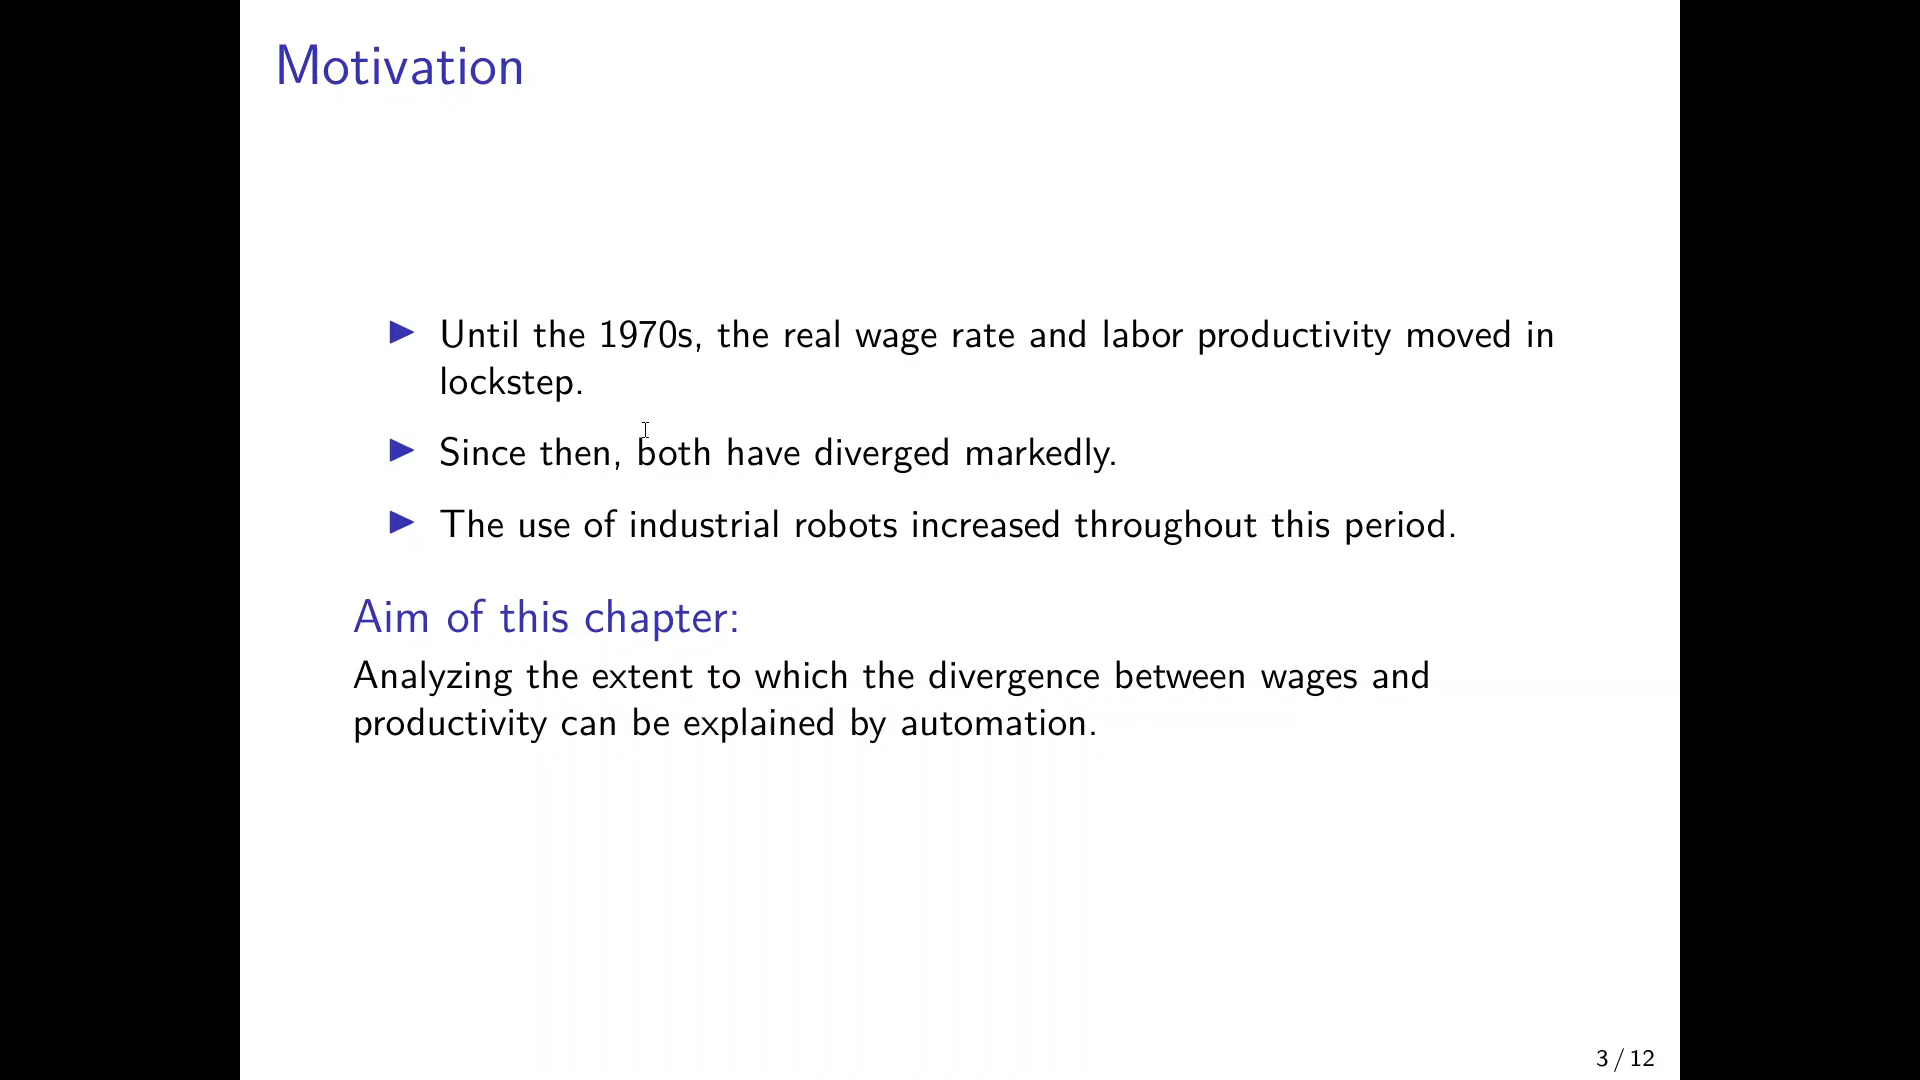 Motivation
Until the 1970s, the real wage rate and labor productivity moved in
lockstep.
Since then, both have diverged markedly.
The use of industrial robots increased throughout this period.
Aim of this chapter:
Analyzing the extent to which the divergence between wages and
productivity can be explained by automation.
3 / 12